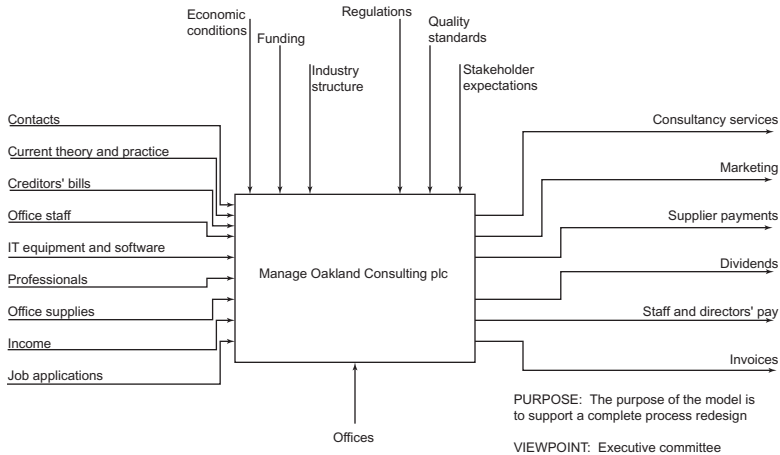 Economic
conditions
Funding
Industry
structure
Regulations
Quality
standards
Stakeholder
expectations
Contacts
Current theory and practice
Creditors' bills
Office staff
IT equipment and software
Professionals
Office supplies
Income
Job applications
Manage Oakland Consulting plc
Consultancy services
Marketing
Supplier payments
Dividends
Staff and directors' pay
Invoices
Offices
PURPOSE: The purpose of the model is
to support a complete process redesign
VIEWPOINT: Executive committee